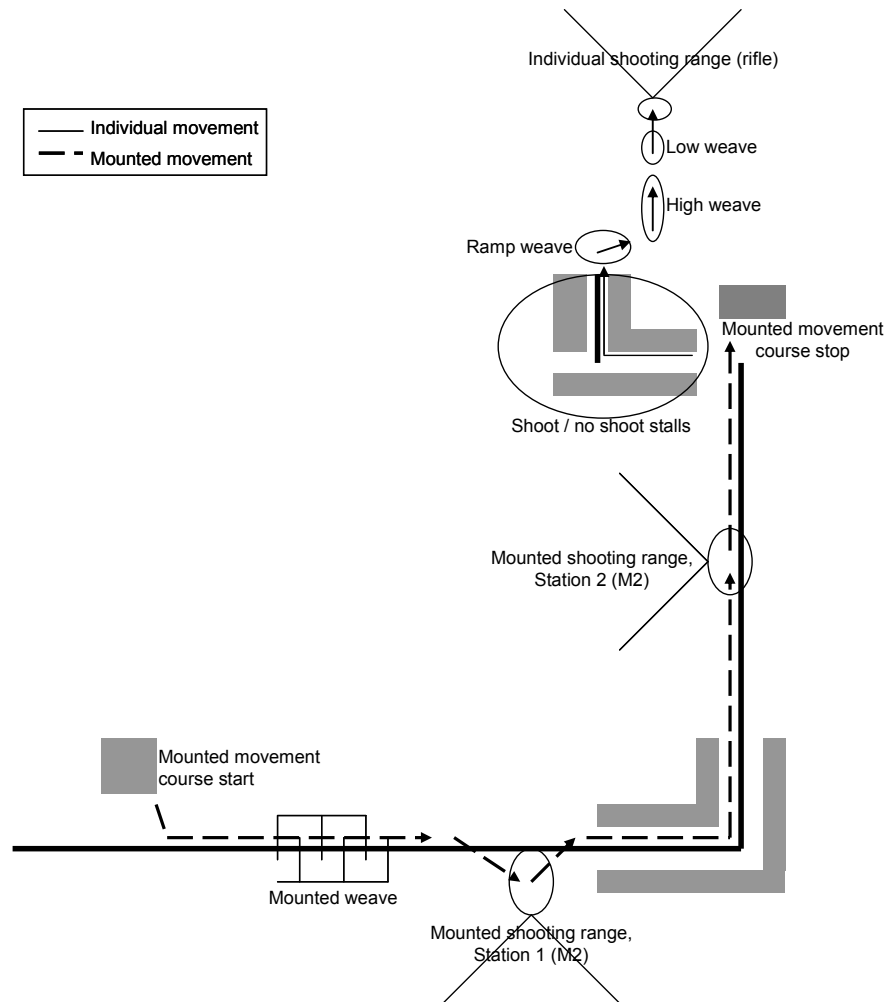 Individual shooting range (rifle)
Individual movement
Mounted movement
Low weave
High weave
Ramp weave
Mounted movement
course stop
Shoot / no shoot stalls
Mounted shooting range,
Station 2 (M2)
Mounted movement
course start
Mounted weave
Mounted shooting range,
Station 1 (M2)